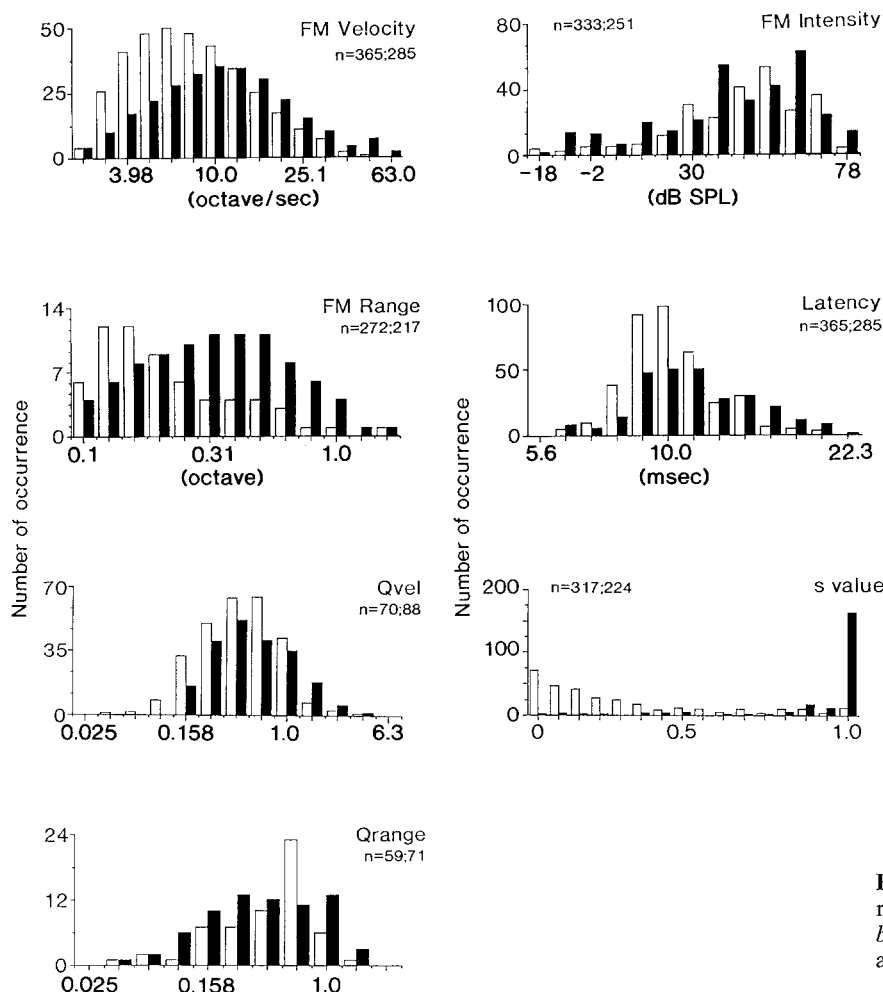 FM Velocity
n=365;285
50
25
0
3.98 10.0 25.1 63.0
(octave/sec)
FM Intensity
n=333;251
80
40
0
-18 -2 30 78
(dB SPL)
FM Range
n=272;217
14
7
0
0.1 0.31 1.0
(octave)
Latency
n=365;285
100
50
0
5.6 10.0 22.3
(msec)
Number of occurrence
Number of occurrence
Qvel
n=70;88
70
35
0
0.025 0.158 1.0 6.3
s value
n=317;224
200
100
0
0 0.5 1.0
Qrange
n=59;71
24
12
0
0.025 0.158 1.0